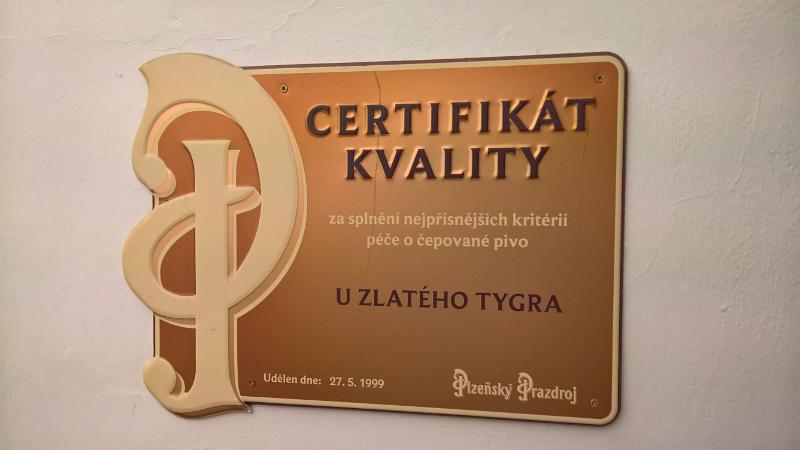 CERTIFIKÁT
KVALITY
za splnění nejpřísnějších kritérií
péče o čepované pivo
U ZLATÉHO TYGRA
Udělen dne: 27. 5. 1999
Plzeňský Prazdroj